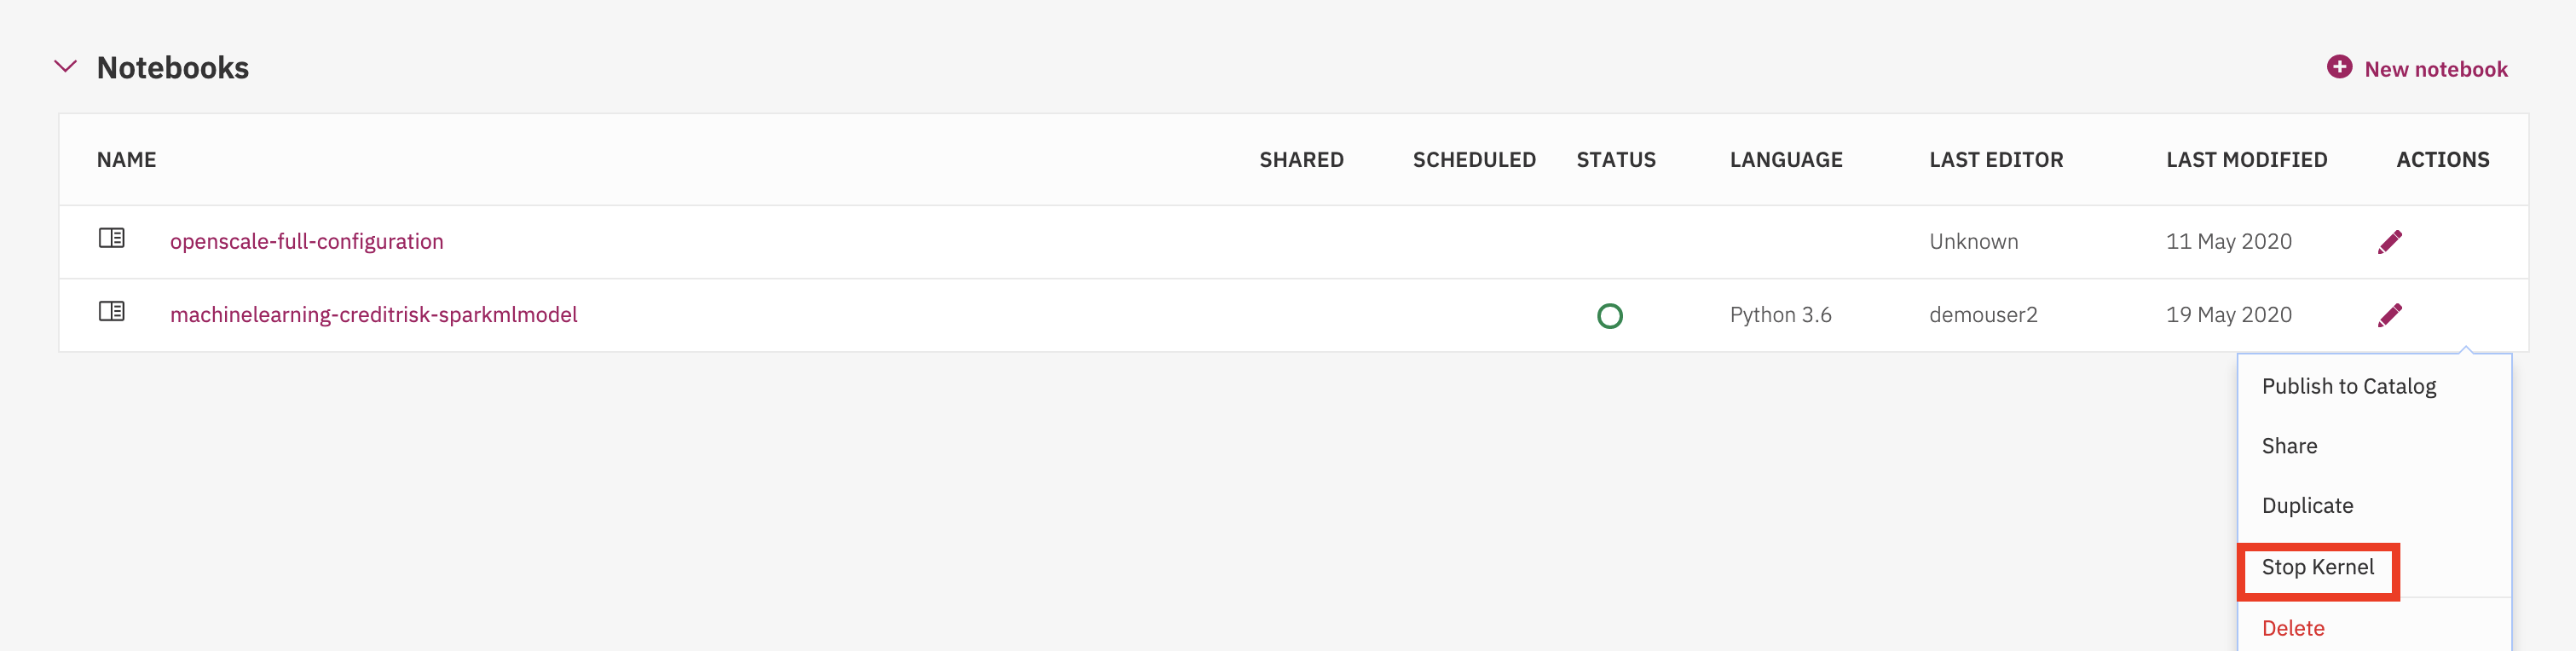 Notebooks
New notebook
NAME SHARED SCHEDULED STATUS LANGUAGE LAST EDITOR LAST MODIFIED ACTIONS
openscale-full-configuration Unknown 11 May 2020
machinelearning-creditrisk-sparkmlmodel Python 3.6 demouser2 19 May 2020
Publish to Catalog
Share
Duplicate
Stop Kernel
Delete